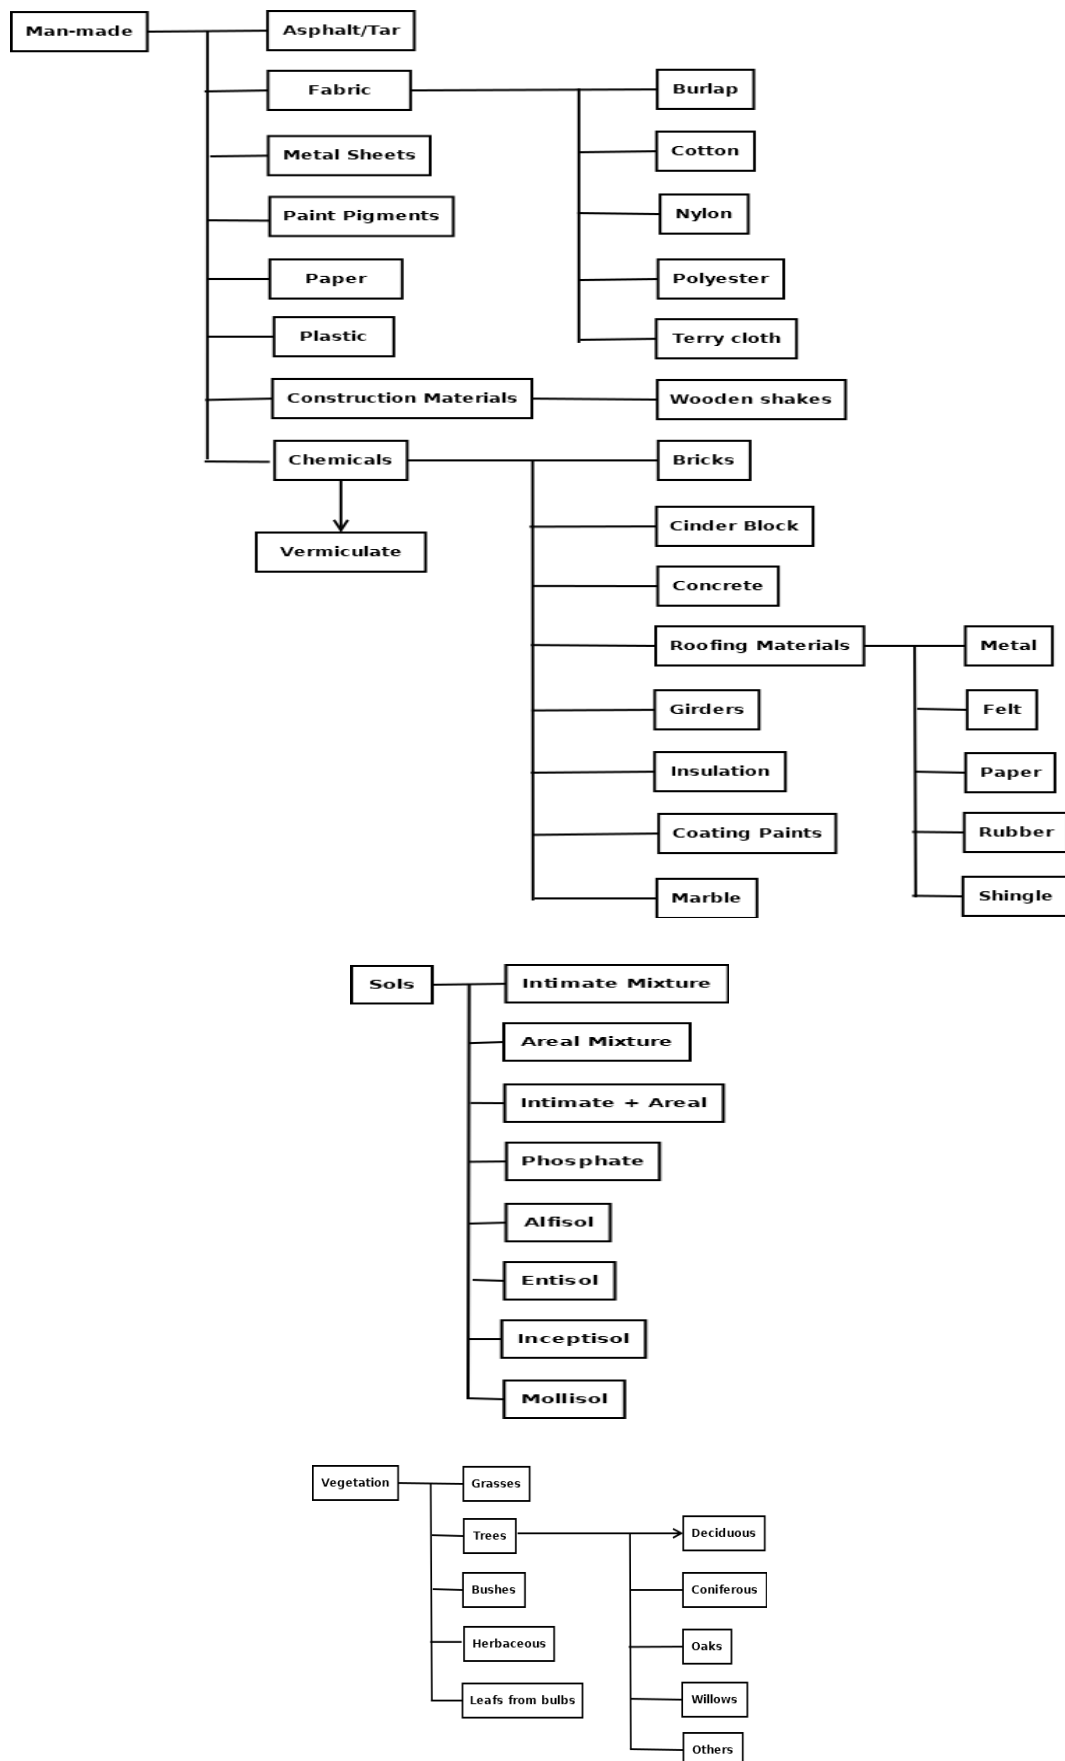 Man-made
Asphalt/Tar
Fabric
Burlap
Cotton
Metal Sheets
Nylon
Paint Pigments
Polyester
Paper
Terry cloth
Plastic
Construction Materials
Wooden shakes
Chemicals
Bricks
Vermiculate
Cinder Block
Concrete
Roofing Materials
Metal
Girders
Felt
Insulation
Paper
Coating Paints
Rubber
Marble
Shingle
Sols
Intimate Mixture
Areal Mixture
Intimate + Areal
Phosphate
Alfisol
Entisol
Inceptisol
Mollisol
Vegetation
Grasses
Trees
Deciduous
Bushes
Coniferous
Herbaceous
Oaks
Leafs from bulbs
Willows
Others